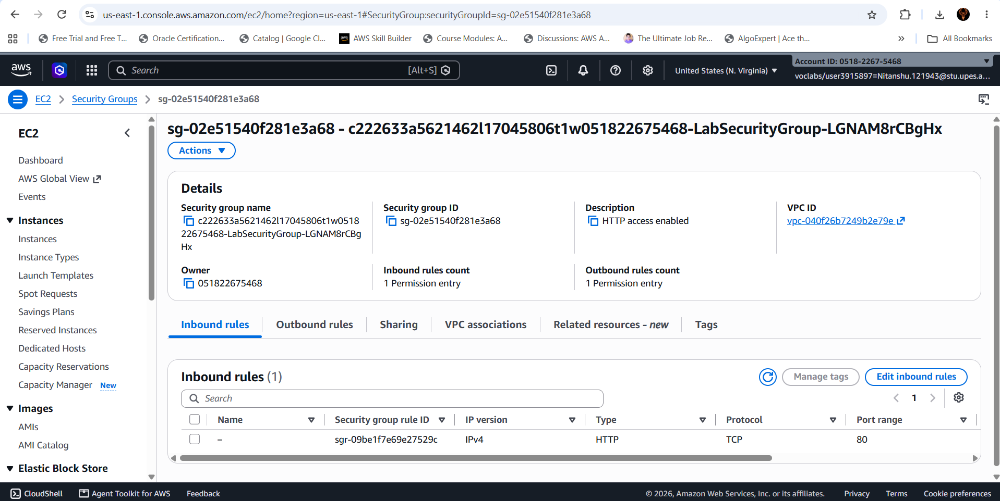 us-east-1.console.aws.amazon.com/ec2/home?region=us-east-1#SecurityGroup:securityGroupId=sg-02e51540f281e3a68
Free Trial and Free T... Oracle Certification... Catalog | Google Cl... aws AWS Skill Builder Course Modules: A... Discussions: AWS A... The Ultimate Job Re... AlgoExpert | Ace th... » All Bookmarks
aws Search [Alt+S] United States (N. Virginia) Account ID: 0518-2267-5468
voclabs/user3915897=Nitanshu.121943@stu.upes.a...
EC2 > Security Groups > sg-02e51540f281e3a68
EC2
Dashboard
AWS Global View
Events
Instances
Instances
Instance Types
Launch Templates
Spot Requests
Savings Plans
Reserved Instances
Dedicated Hosts
Capacity Reservations
Capacity Manager New
Images
AMIs
AMI Catalog
Elastic Block Store
sg-02e51540f281e3a68 - c222633a5621462l17045806t1w051822675468-LabSecurityGroup-LGNAM8rCBgHx
Actions
Details
Security group name
c222633a5621462l17045806t1w0518
22675468-LabSecurityGroup-LGNAM8rCBg
Hx
Security group ID
sg-02e51540f281e3a68
Description
HTTP access enabled
VPC ID
vpc-040f26b7249b2e79e
Owner
051822675468
Inbound rules count
1 Permission entry
Outbound rules count
1 Permission entry
Inbound rules Outbound rules Sharing VPC associations Related resources - new Tags
Inbound rules (1)
Manage tags Edit inbound rules
Search
1
Name Security group rule ID IP version Type Protocol Port range
– sgr-09be1f7e69e27529c IPv4 HTTP TCP 80
CloudShell Agent Toolkit for AWS Feedback © 2026, Amazon Web Services, Inc. or its affiliates. Privacy Terms Cookie preferences